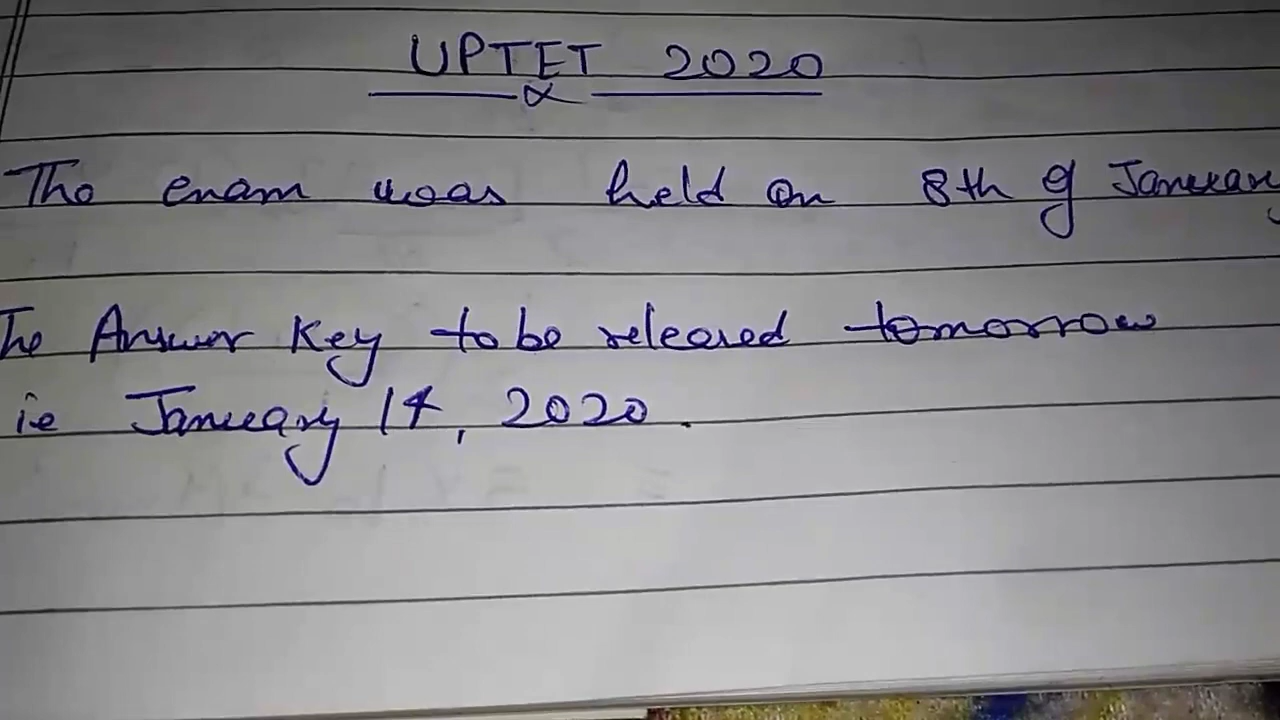 UPTET 2020
The exam was held on 8th of January
The Answer Key to be released tomorrow
ie January 14, 2020.